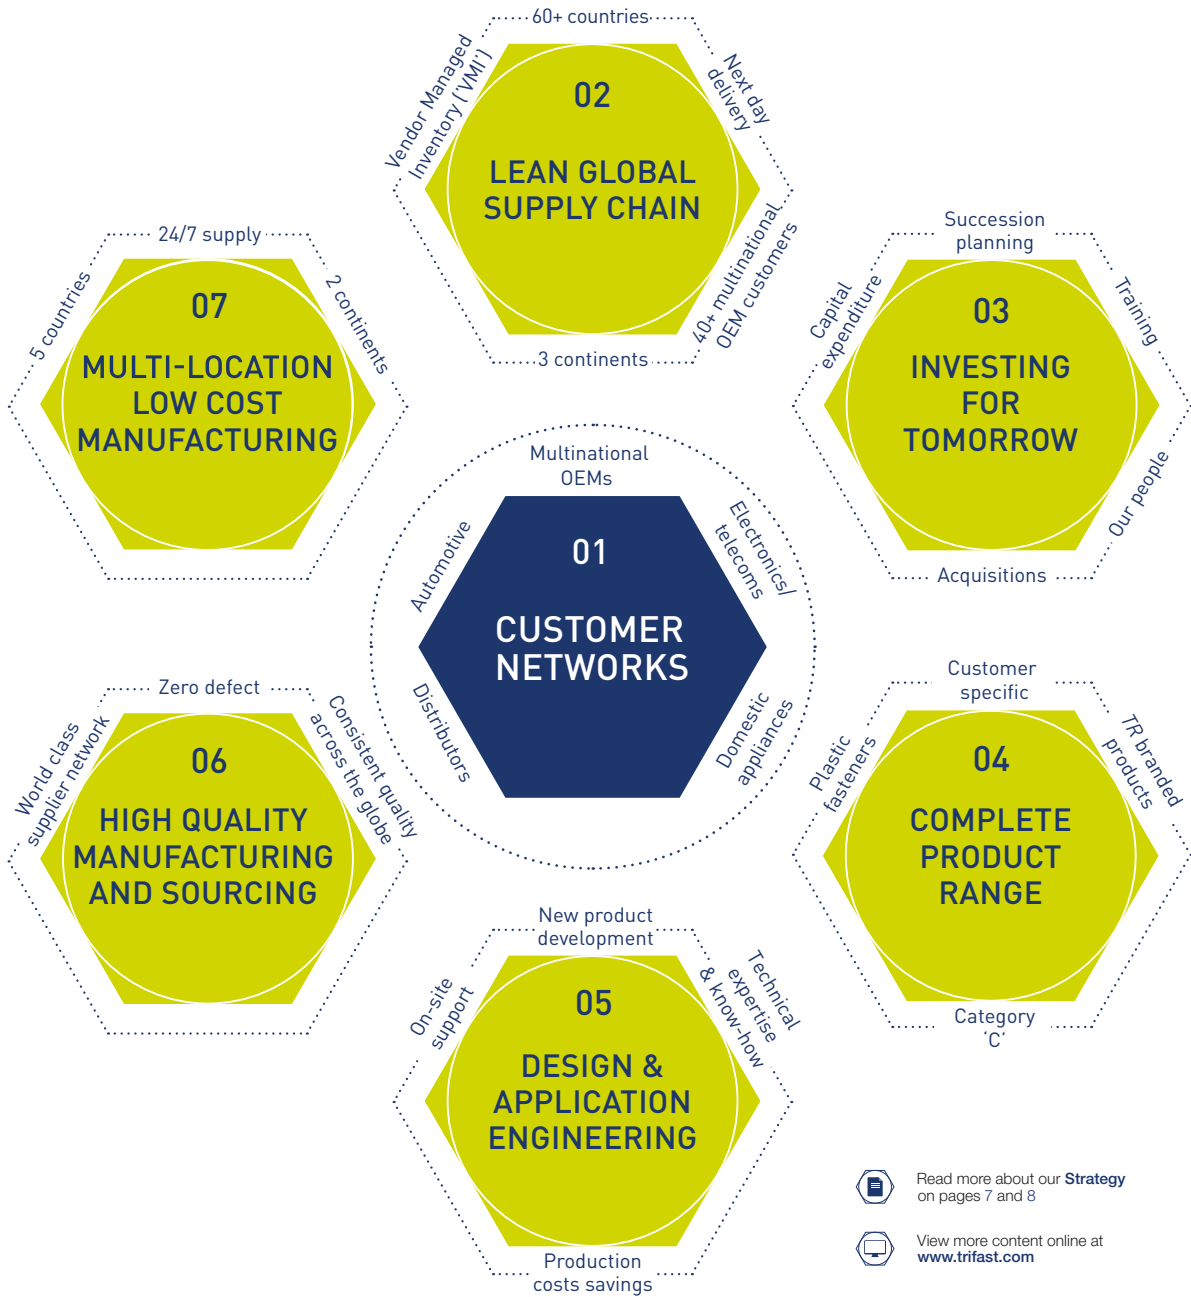 01
CUSTOMER
NETWORKS
Multinational
OEMs
Electronics/
telecoms
Domestic
appliances
Distributors
Automotive
02
LEAN GLOBAL
SUPPLY CHAIN
60+ countries
Next day
delivery
40+ multinational
OEM customers
3 continents
Vendor Managed
Inventory (‘VMI’)
03
INVESTING
FOR
TOMORROW
Succession
planning
Training
Our people
Acquisitions
Capital
expenditure
04
COMPLETE
PRODUCT
RANGE
Customer
specific
TR branded
products
Category
‘C’
Plastic
fasteners
05
DESIGN &
APPLICATION
ENGINEERING
New product
development
Technical
expertise
& know-how
Production
costs savings
On-site
support
06
HIGH QUALITY
MANUFACTURING
AND SOURCING
Zero defect
Consistent quality
across the globe
World class
supplier network
07
MULTI-LOCATION
LOW COST
MANUFACTURING
24/7 supply
2 continents
5 countries
Read more about our Strategy
on pages 7 and 8
View more content online at
www.trifast.com